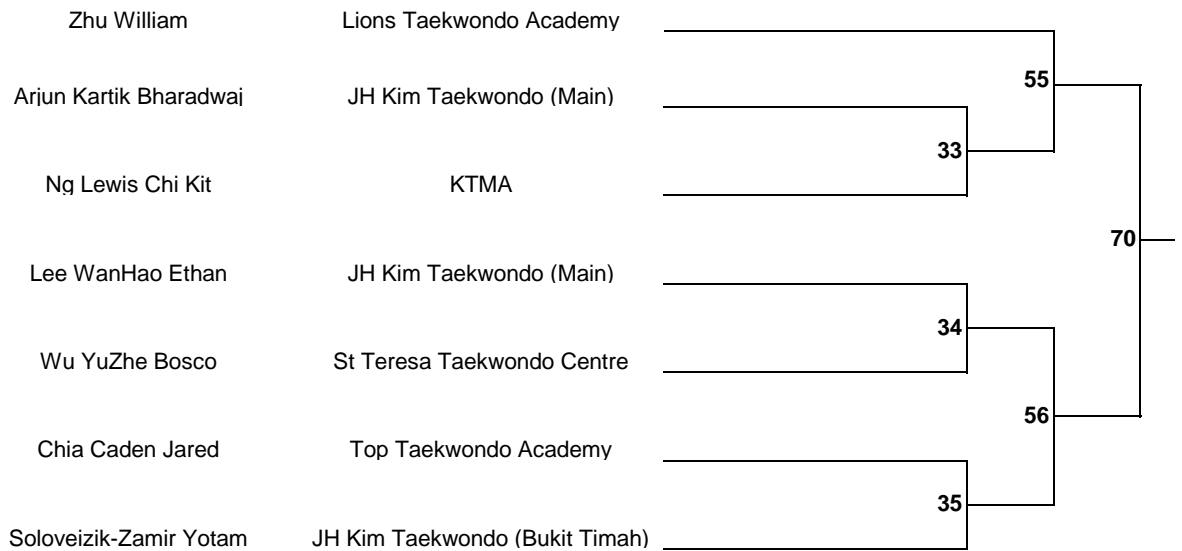 Zhu William Lions Taekwondo Academy
55
Arjun Kartik Bharadwaj JH Kim Taekwondo (Main)
33
Ng Lewis Chi Kit KTMA
70
Lee WanHao Ethan JH Kim Taekwondo (Main)
34
Wu YuZhe Bosco St Teresa Taekwondo Centre
56
Chia Caden Jared Top Taekwondo Academy
35
Soloveizik-Zamir Yotam JH Kim Taekwondo (Bukit Timah)